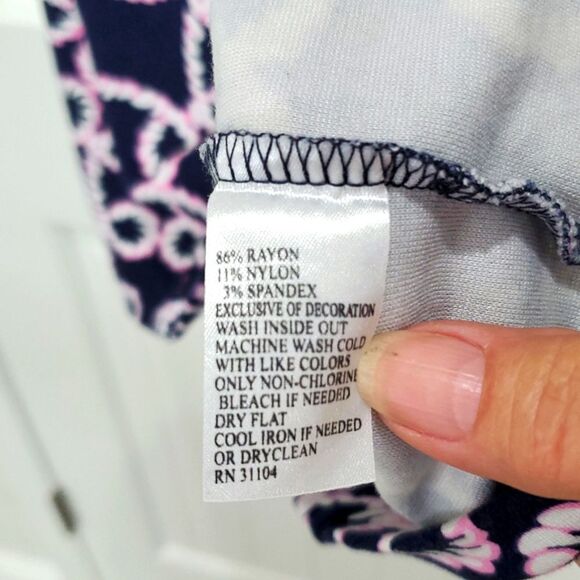 86% RAYON
11% NYLON
3% SPANDEX
EXCLUSIVE OF DECORATION
WASH INSIDE OUT
MACHINE WASH COLD
WITH LIKE COLORS
ONLY NON-CHLORINE
BLEACH IF NEEDED
DRY FLAT
COOL IRON IF NEEDED
OR DRYCLEAN
RN 31104